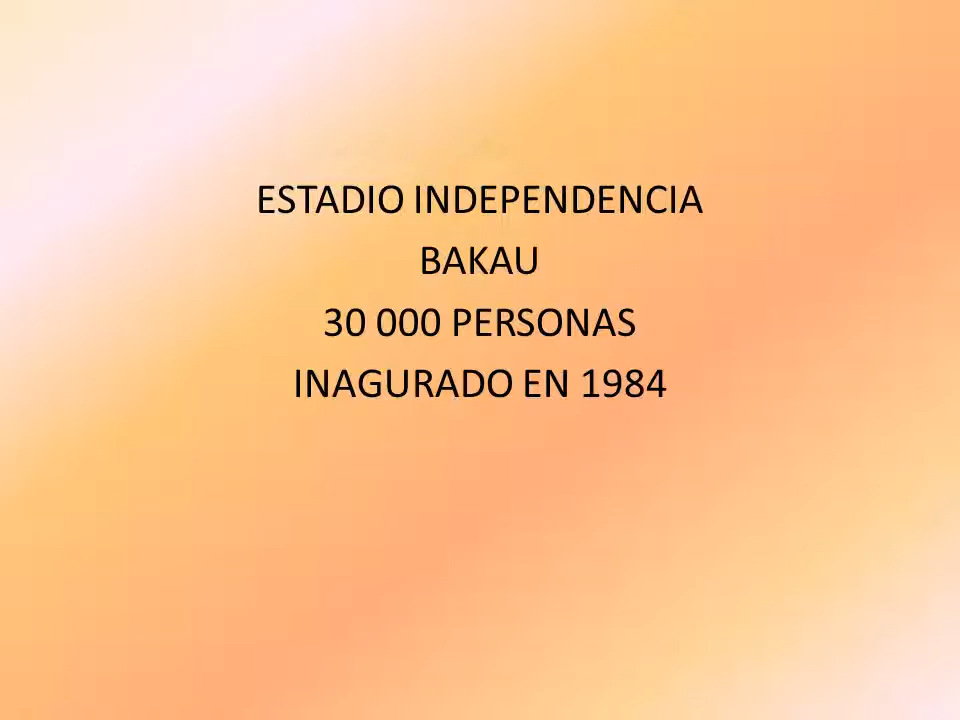 ESTADIO INDEPENDENCIA
BAKAU
30 000 PERSONAS
INAGURADO EN 1984